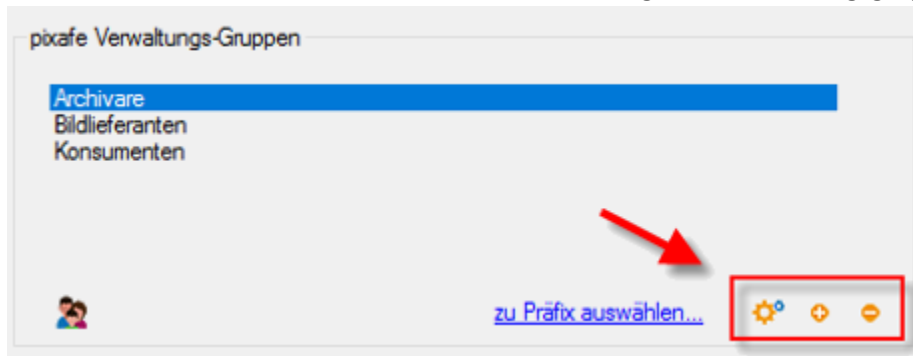 pixafe Verwaltungs-Gruppen
Archivare
Bildlieferanten
Konsumenten
zu Präfix auswählen...